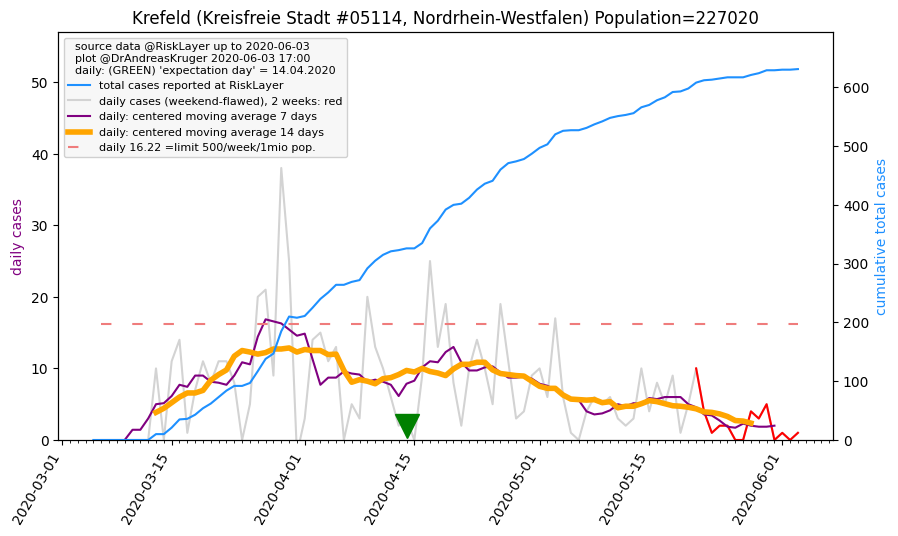 Krefeld (Kreisfreie Stadt #05114, Nordrhein-Westfalen) Population=227020
source data @RiskLayer up to 2020-06-03
plot @DrAndreasKruger 2020-06-03 17:00
daily: (GREEN) 'expectation day' = 14.04.2020
total cases reported at RiskLayer
daily cases (weekend-flawed), 2 weeks: red
daily: centered moving average 7 days
daily: centered moving average 14 days
daily 16.22 =limit 500/week/1mio pop.
daily cases
50
40
30
20
10
0
cumulative total cases
600
500
400
300
200
100
0
2020-03-01
2020-03-15
2020-04-01
2020-04-15
2020-05-01
2020-05-15
2020-06-01